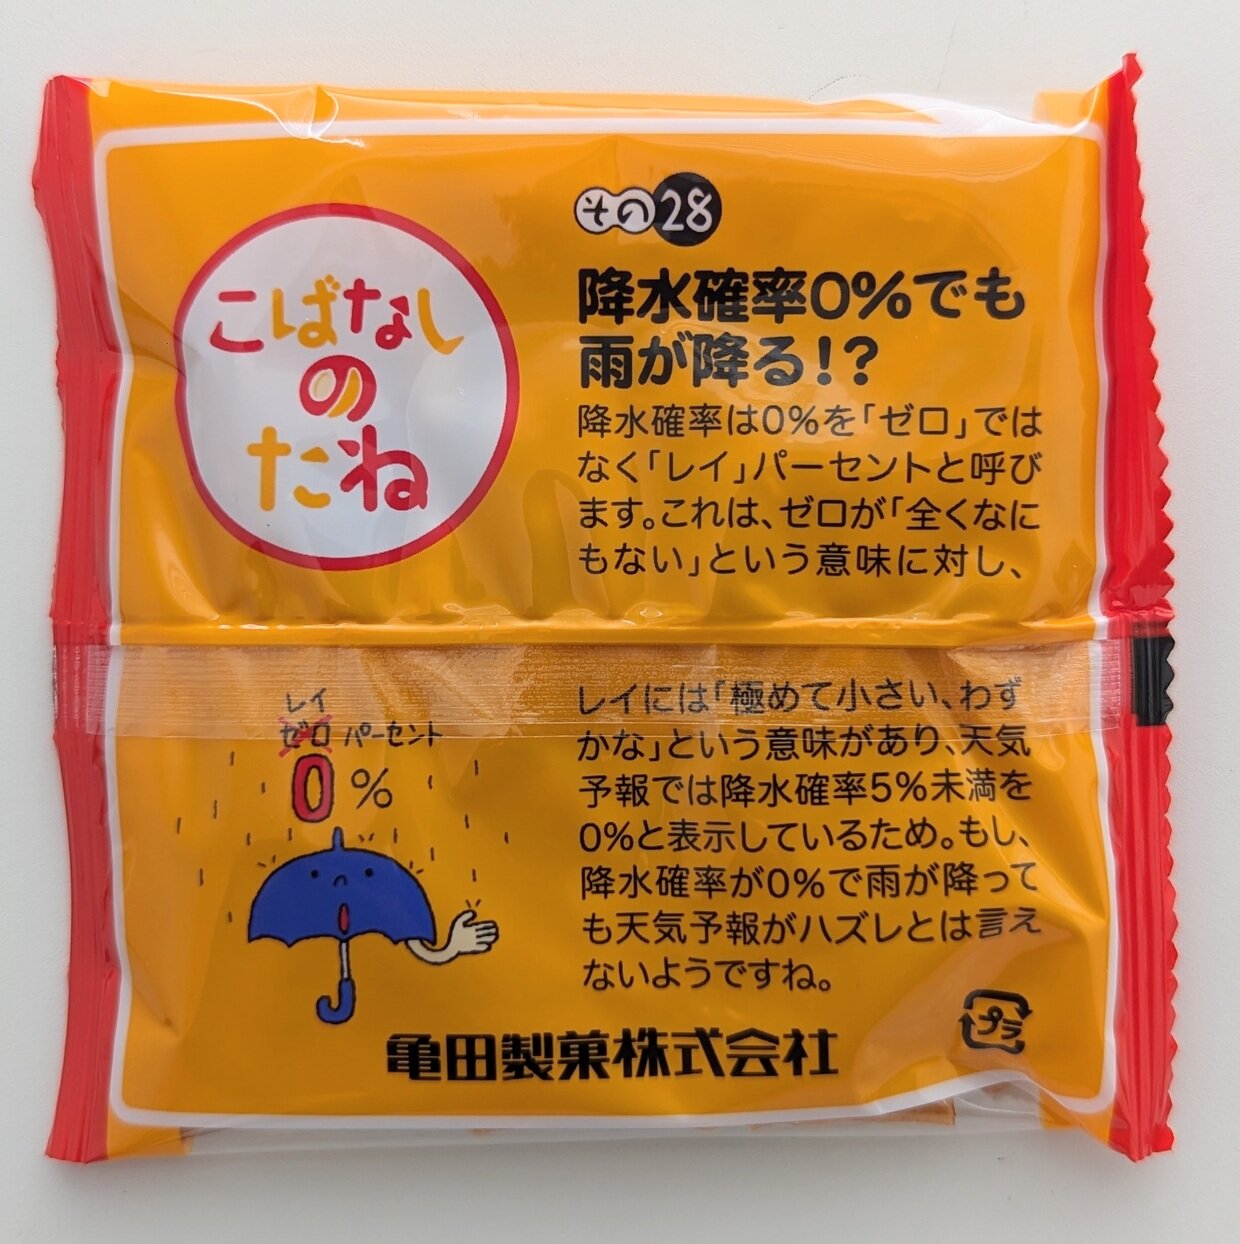 こばなし
の
たね
その28
降水確率0%でも
雨が降る!?
降水確率は0%を「ゼロ」では
なく「レイ」パーセントと呼び
ます。これは、ゼロが「全くなに
もない」という意味に対し、
レイには「極めて小さい、わず
かな」という意味があり、天気
予報では降水確率5%未満を
0%と表示しているため。もし、
降水確率が0%で雨が降って
も天気予報がハズレとは言え
ないようですね。
レイ
ゼロ パーセント
0%
亀田製菓株式会社
プラ